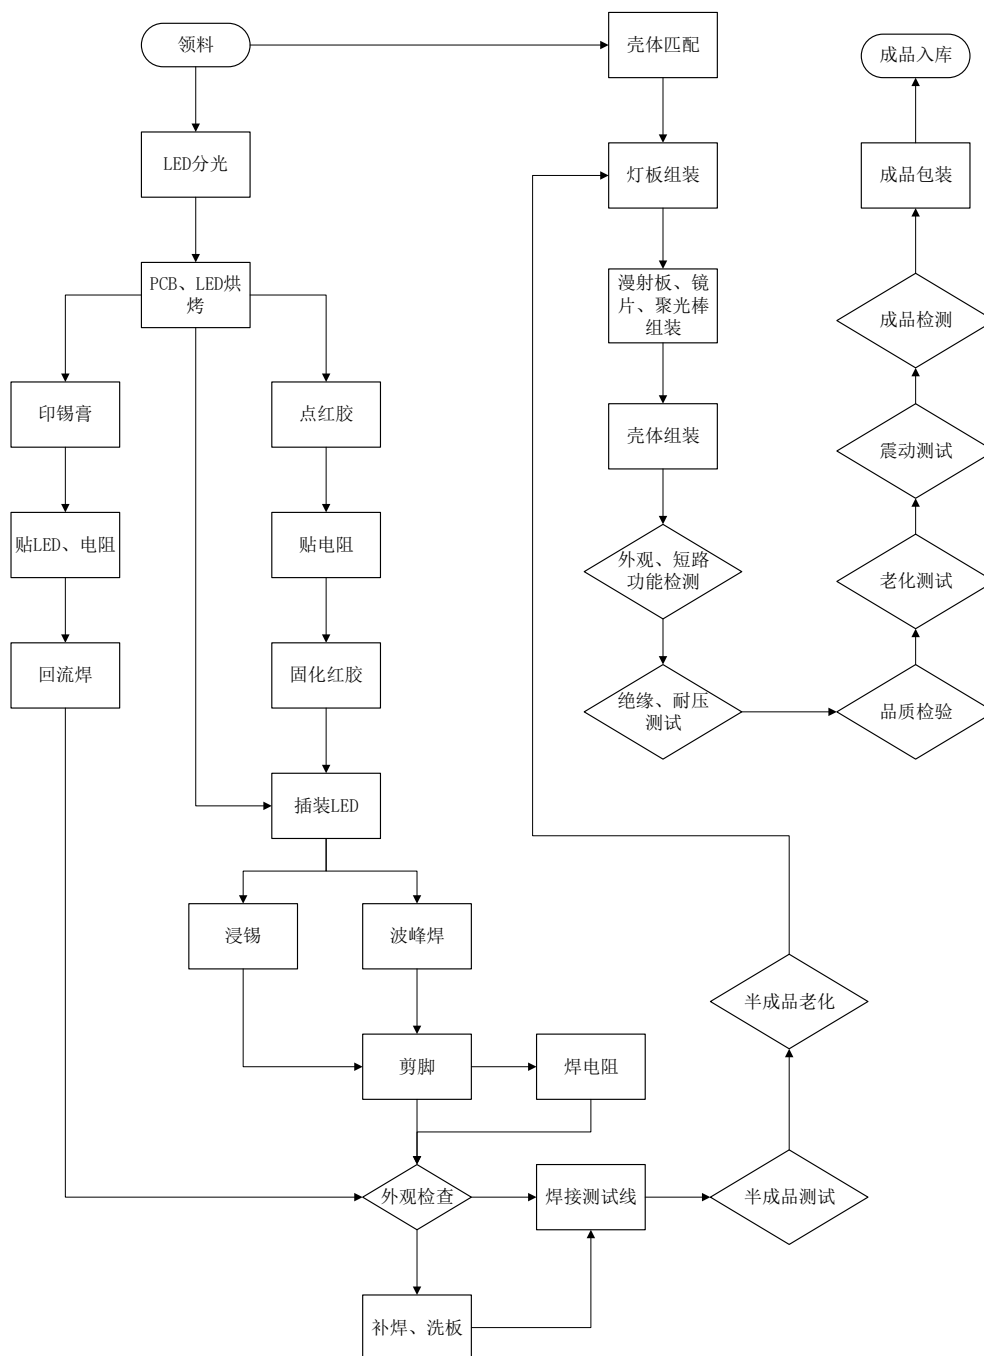 领料
壳体匹配
成品入库
LED分光
灯板组装
成品包装
PCB、LED烘
烤
漫射板、镜
片、聚光棒
组装
成品检测
印锡膏
点红胶
壳体组装
震动测试
贴LED、电阻
贴电阻
外观、短路
功能检测
老化测试
回流焊
固化红胶
绝缘、耐压
测试
品质检验
插装LED
浸锡
波峰焊
半成品老化
剪脚
焊电阻
外观检查
焊接测试线
半成品测试
补焊、洗板